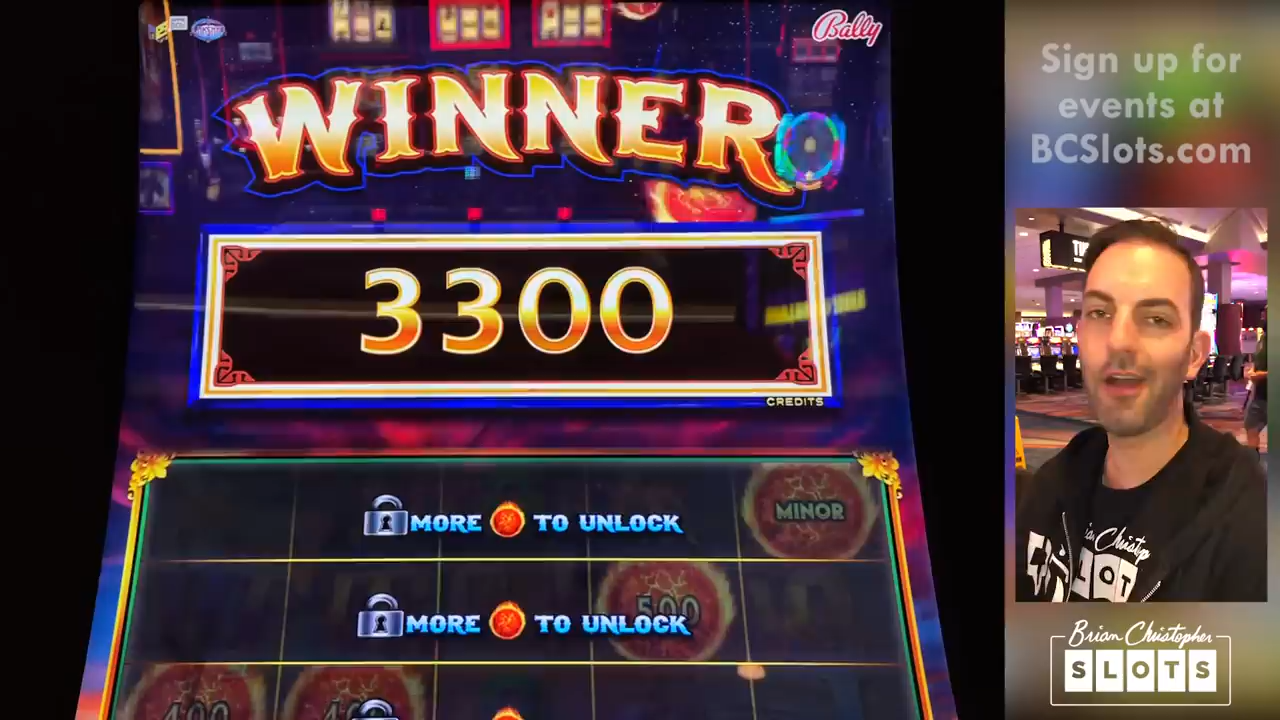 Bally
WINNER
3300
CREDITS
MORE TO UNLOCK
MINOR
MORE TO UNLOCK
500
400
Sign up for
events at
BCSlots.com
Brian Christopher
SLOTS